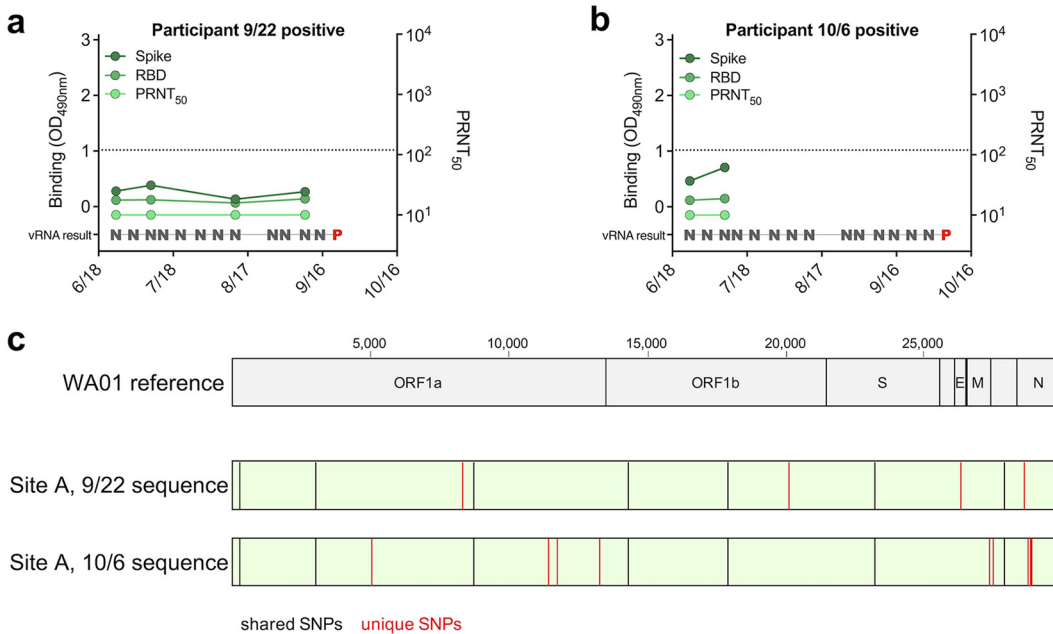 a
Participant 9/22 positive
3
2
1
0
Binding (OD490nm)
Spike
RBD
PRNT50
10^4
10^3
10^2
10^1
PRNT50
vRNA result
N N N N N N N N N N N N P
6/18
7/18
8/17
9/16
10/16
b
Participant 10/6 positive
3
2
1
0
Binding (OD490nm)
Spike
RBD
PRNT50
10^4
10^3
10^2
10^1
PRNT50
vRNA result
N N N N N N N N N N N N N N P
6/18
7/18
8/17
9/16
10/16
c
5,000 10,000 15,000 20,000 25,000
WA01 reference ORF1a ORF1b S E M N
Site A, 9/22 sequence
Site A, 10/6 sequence
shared SNPs unique SNPs